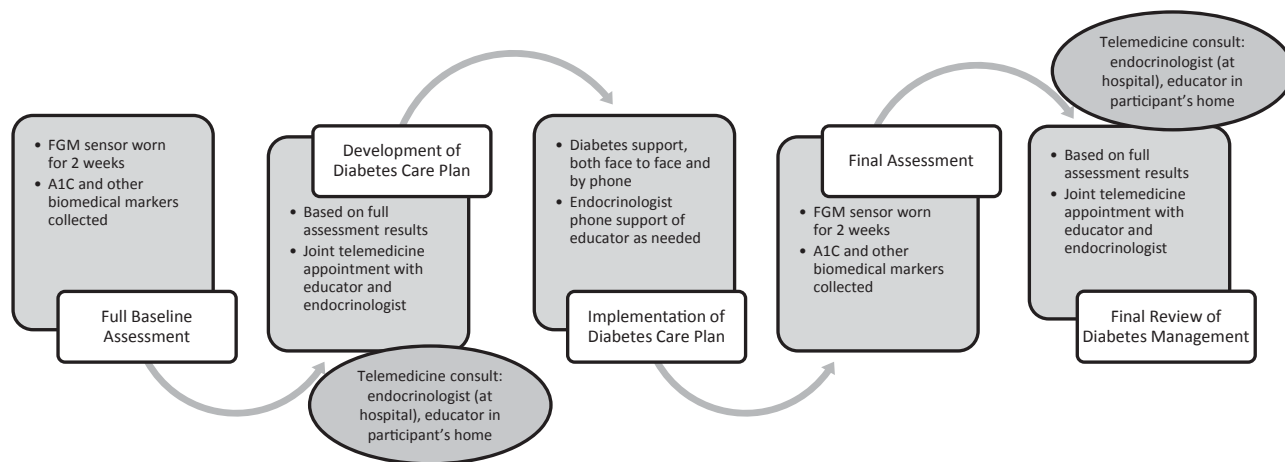 • FGM sensor worn
for 2 weeks
• A1C and other
biomedical markers
collected
Full Baseline
Assessment
Development of
Diabetes Care Plan
• Based on full
assessment results
• Joint telemedicine
appointment with
educator and
endocrinologist
Telemedicine consult:
endocrinologist (at
hospital), educator in
participant’s home
• Diabetes support,
both face to face and
by phone
• Endocrinologist
phone support of
educator as needed
Implementation of
Diabetes Care Plan
Final Assessment
• FGM sensor worn
for 2 weeks
• A1C and other
biomedical markers
collected
Telemedicine consult:
endocrinologist (at
hospital), educator in
participant’s home
• Based on full
assessment results
• Joint telemedicine
appointment with
educator and
endocrinologist
Final Review of
Diabetes Management